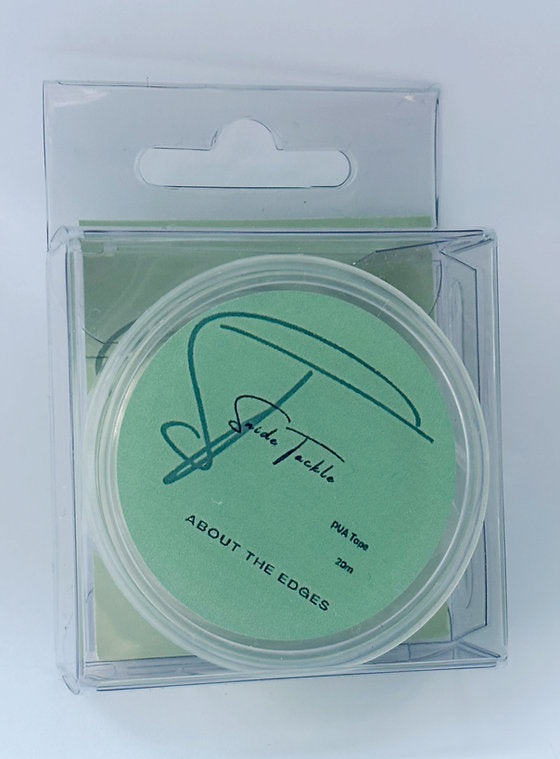 Snide Tackle
PVA Tape
20m
ABOUT THE EDGES